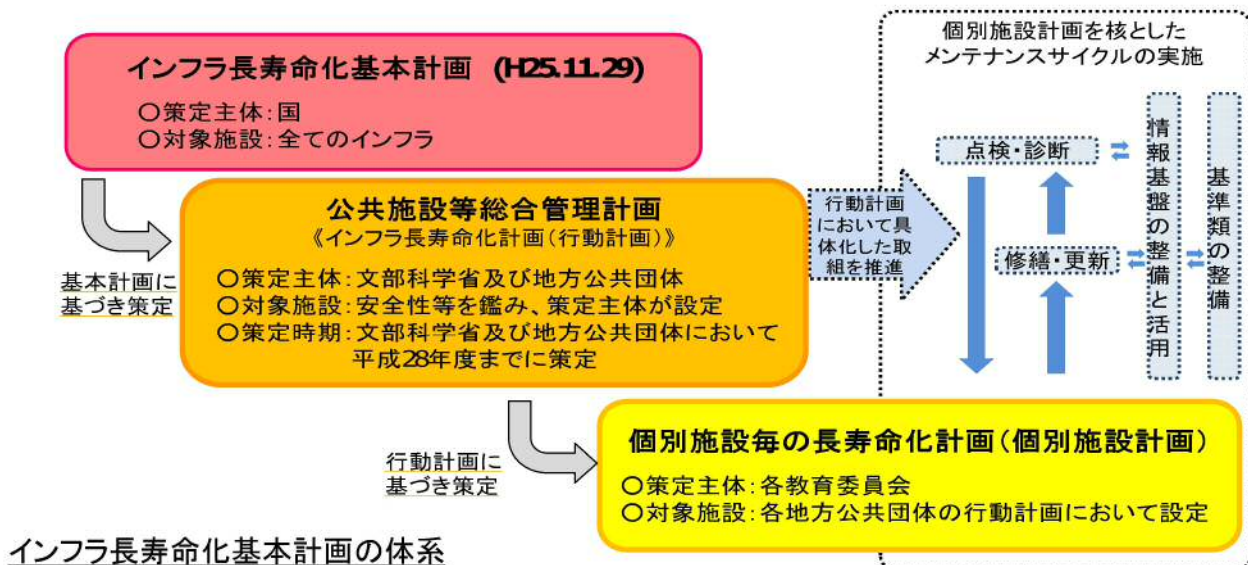 インフラ長寿命化基本計画 (H25.11.29)
〇策定主体:国
〇対象施設:全てのインフラ
基本計画に
基づき策定
公共施設等総合管理計画
《インフラ長寿命化計画(行動計画)》
〇策定主体:文部科学省及び地方公共団体
〇対象施設:安全性等を鑑み、策定主体が設定
〇策定時期:文部科学省及び地方公共団体において
平成28年度までに策定
行動計画
において具
体化した取
組を推進
個別施設計画を核とした
メンテナンスサイクルの実施
点検・診断
修繕・更新
情報基盤の整備と活用
基準類の整備
行動計画に
基づき策定
個別施設毎の長寿命化計画(個別施設計画)
〇策定主体:各教育委員会
〇対象施設:各地方公共団体の行動計画において設定
インフラ長寿命化基本計画の体系